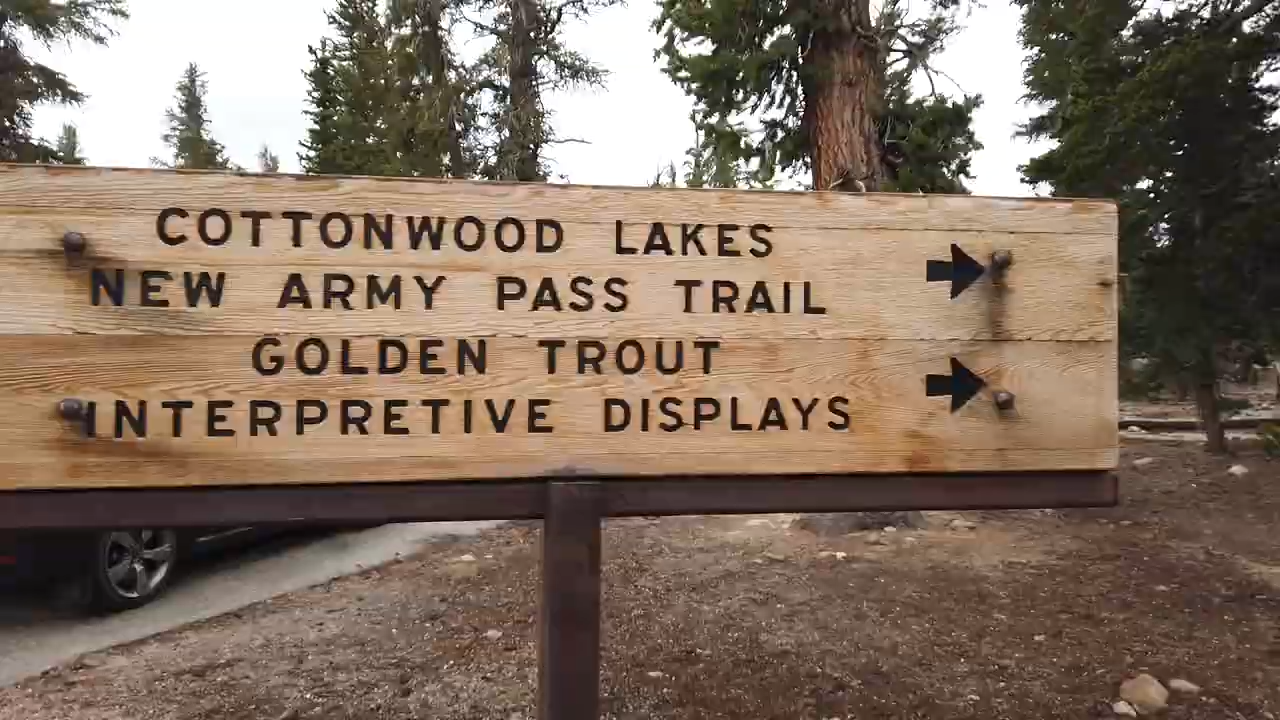 COTTONWOOD LAKES
NEW ARMY PASS TRAIL
GOLDEN TROUT
INTERPRETIVE DISPLAYS